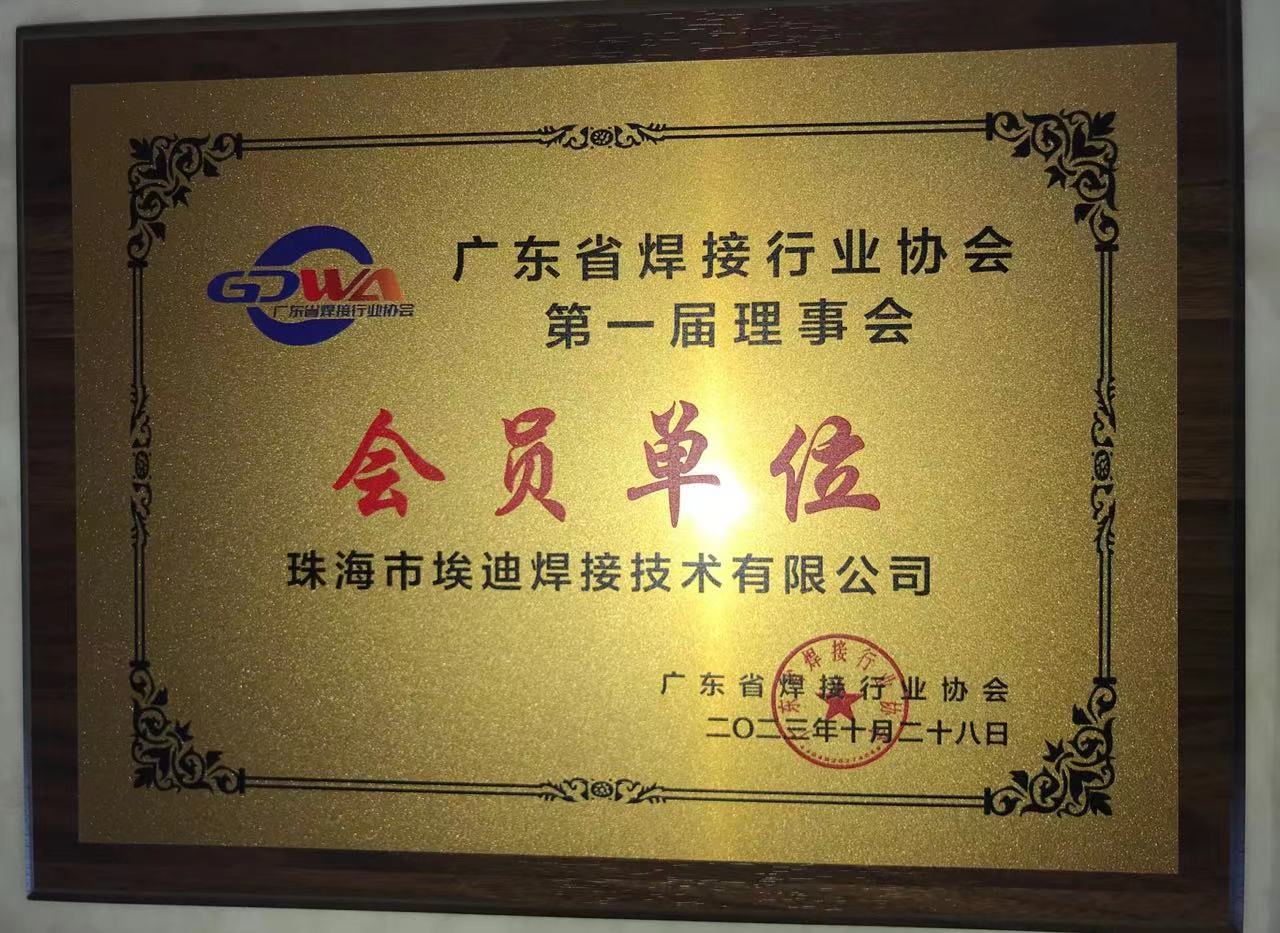 广东省焊接行业协会
第一届理事会
GDWA
广东省焊接行业协会
会员单位
珠海市埃迪焊接技术有限公司
广东省焊接行业协会
二〇二三年十月二十八日